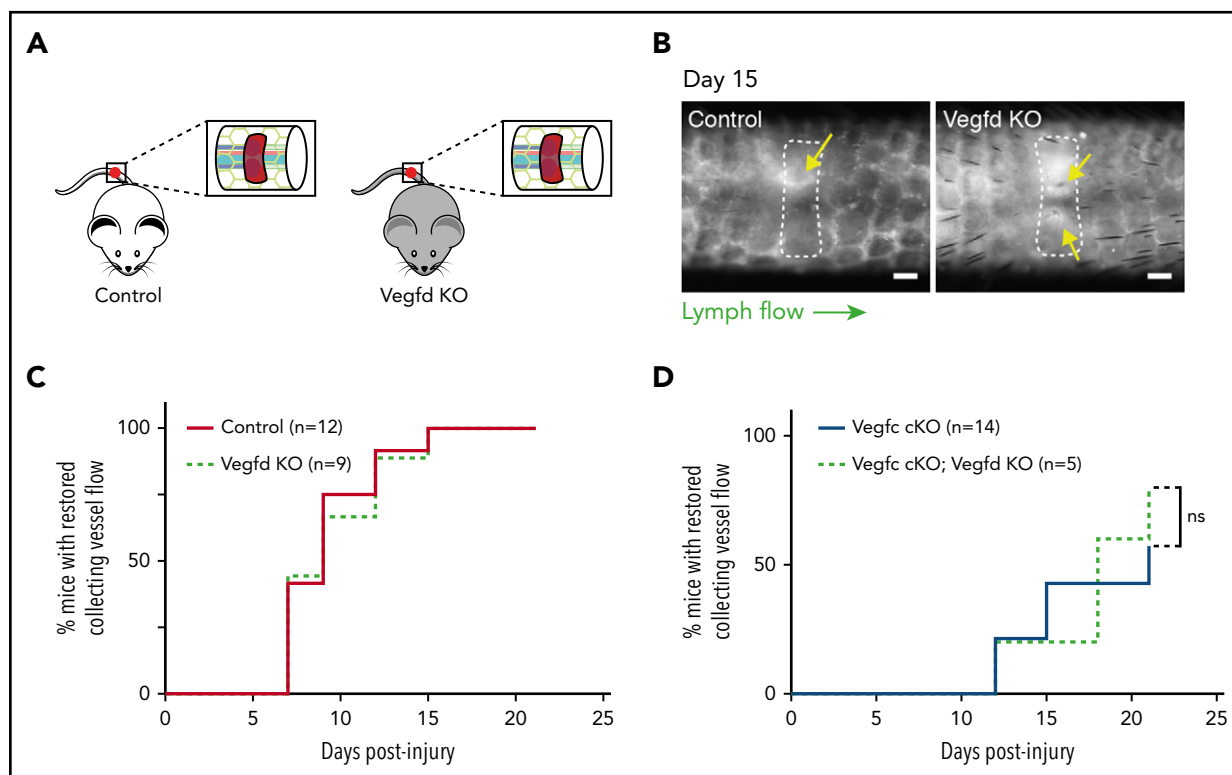 A
Control
Vegfd KO
B
Day 15
Control
Vegfd KO
Lymph flow
C
% mice with restored
collecting vessel flow
100
50
0
Control (n=12)
Vegfd KO (n=9)
0 5 10 15 20 25
Days post-injury
D
% mice with restored
collecting vessel flow
100
50
0
Vegfc cKO (n=14)
Vegfc cKO; Vegfd KO (n=5)
ns
0 5 10 15 20 25
Days post-injury